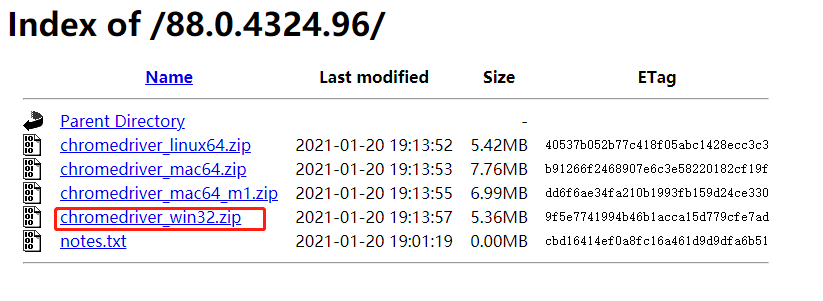 Index of /88.0.4324.96/
Name Last modified Size ETag
Parent Directory -
chromedriver_linux64.zip 2021-01-20 19:13:52 5.42MB 40537b052b77c418f05abc1428ecc3c3
chromedriver_mac64.zip 2021-01-20 19:13:53 7.76MB b91266f2468907e6c3e58220182cf19f
chromedriver_mac64_m1.zip 2021-01-20 19:13:55 6.99MB dd6f6ae34fa210b1993fb159d24ce330
chromedriver_win32.zip 2021-01-20 19:13:57 5.36MB 9f5e7741994b46b1acca15d779cfe7ad
notes.txt 2021-01-20 19:01:19 0.00MB cbd16414ef0a8fc16a461d9d9dfa6b51